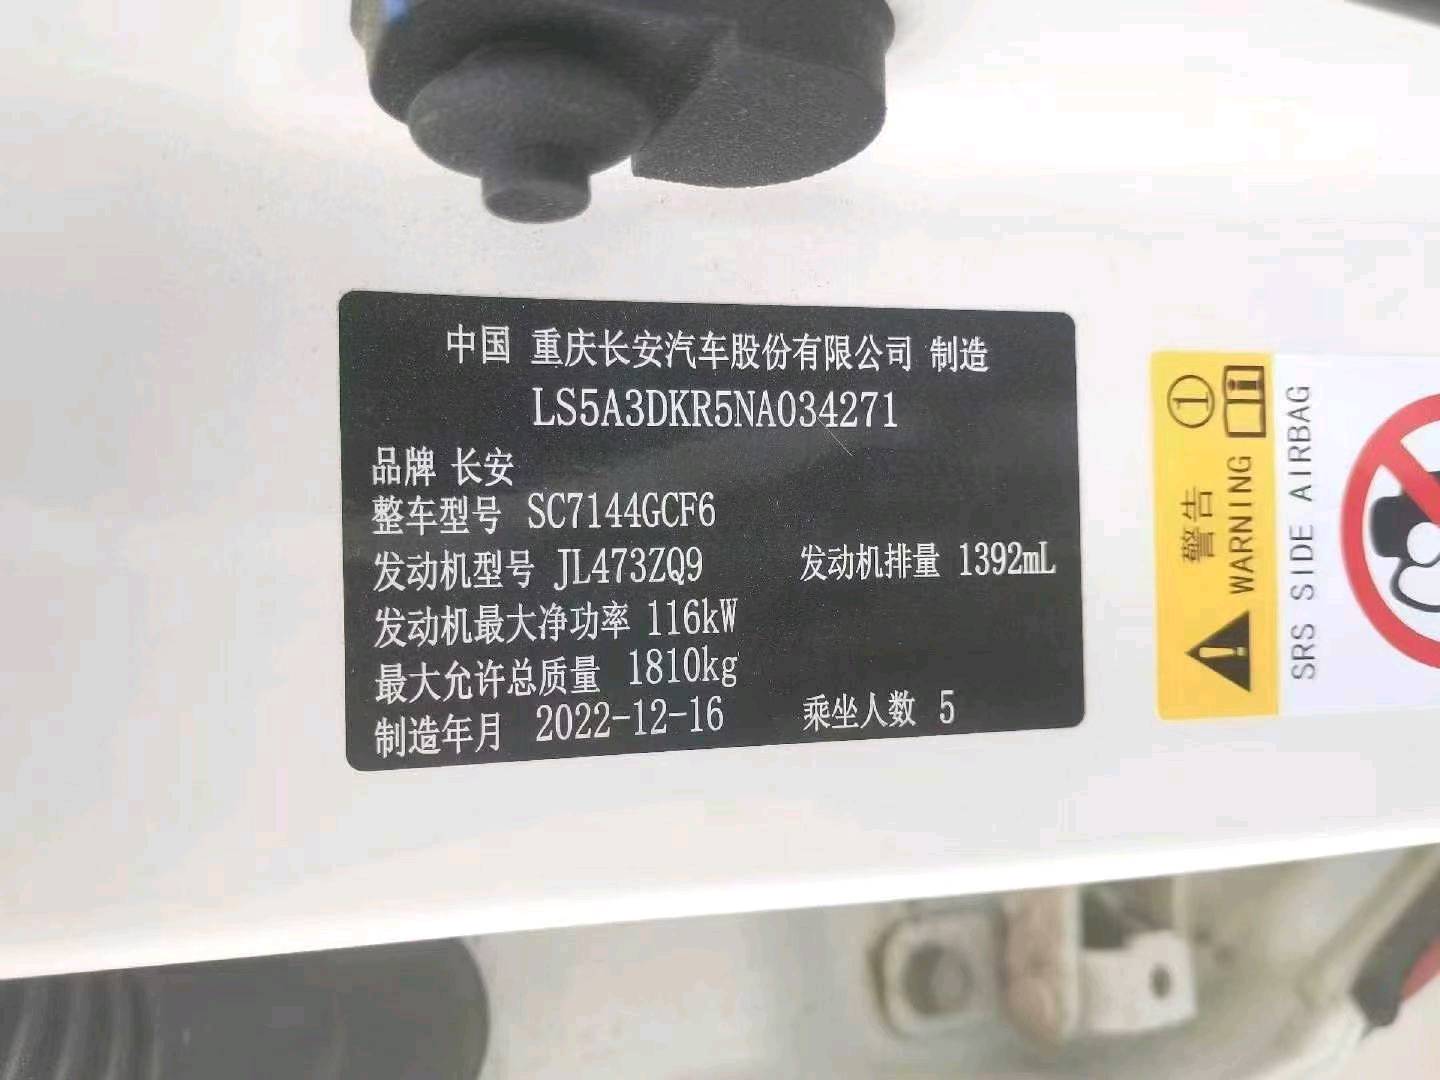 中国 重庆长安汽车股份有限公司 制造
LS5A3DKR5NA034271
品牌 长安
整车型号 SC7144GCF6
发动机型号 JL473ZQ9 发动机排量 1392mL
发动机最大净功率 116kW
最大允许总质量 1810kg
制造年月 2022-12-16 乘坐人数 5
警告
WARNING
①
SRS SIDE AIRBAG